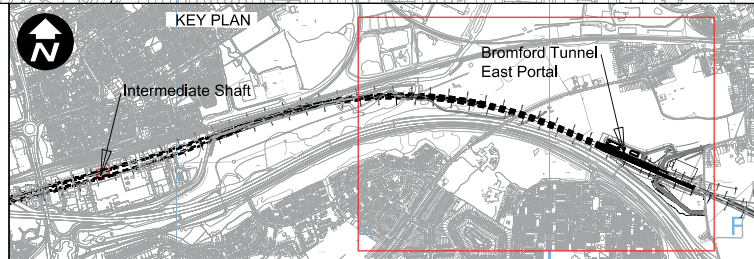 KEY PLAN
N
Intermediate Shaft
Bromford Tunnel
East Portal
F